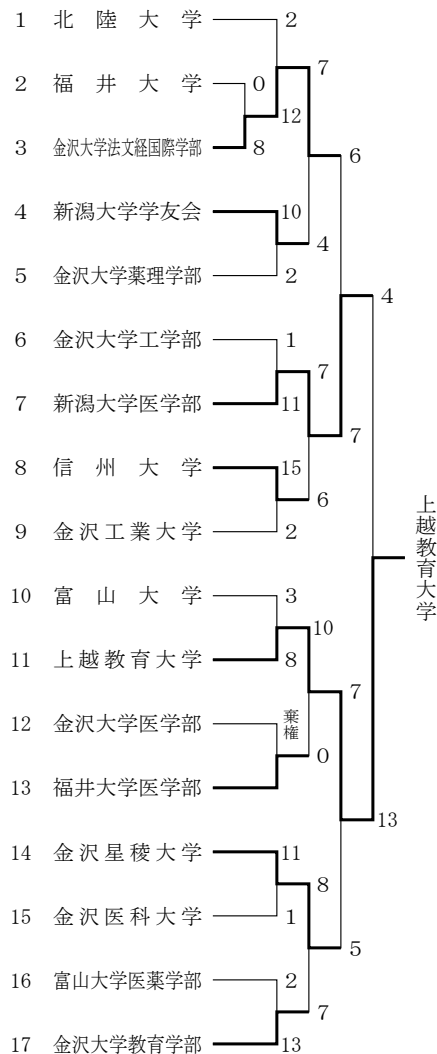 1 北陸大学 2
2 福井大学 0
7
12
3 金沢大学法文経国際学部 8
6
4 新潟大学学友会 10
4
5 金沢大学薬理学部 2
4
6 金沢大学工学部 1
7
7 新潟大学医学部 11
7
8 信州大学 15
6
9 金沢工業大学 2
上越教育大学
10 富山大学 3
10
11 上越教育大学 8
7
12 金沢大学医学部 棄権
0
13 福井大学医学部
13
14 金沢星稜大学 11
8
15 金沢医科大学 1
5
16 富山大学医薬学部 2
7
17 金沢大学教育学部 13